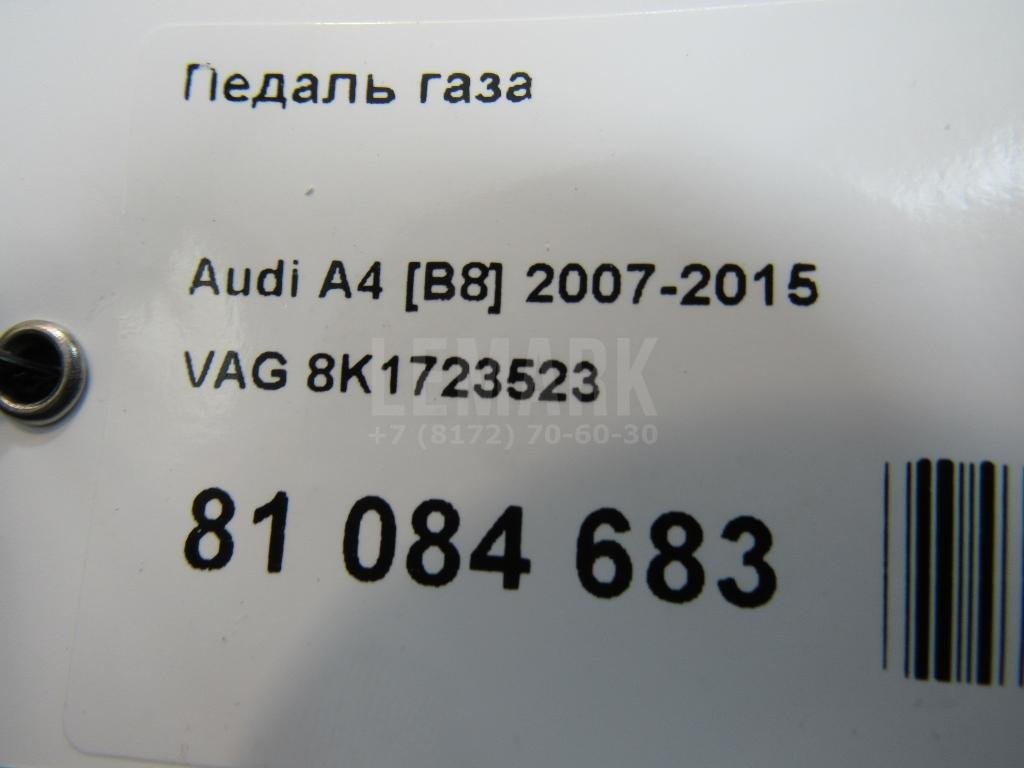 Педаль газа
Audi A4 [B8] 2007-2015
VAG 8K1723523
LEMARK
+7 (8172) 70-60-30
81 084 683